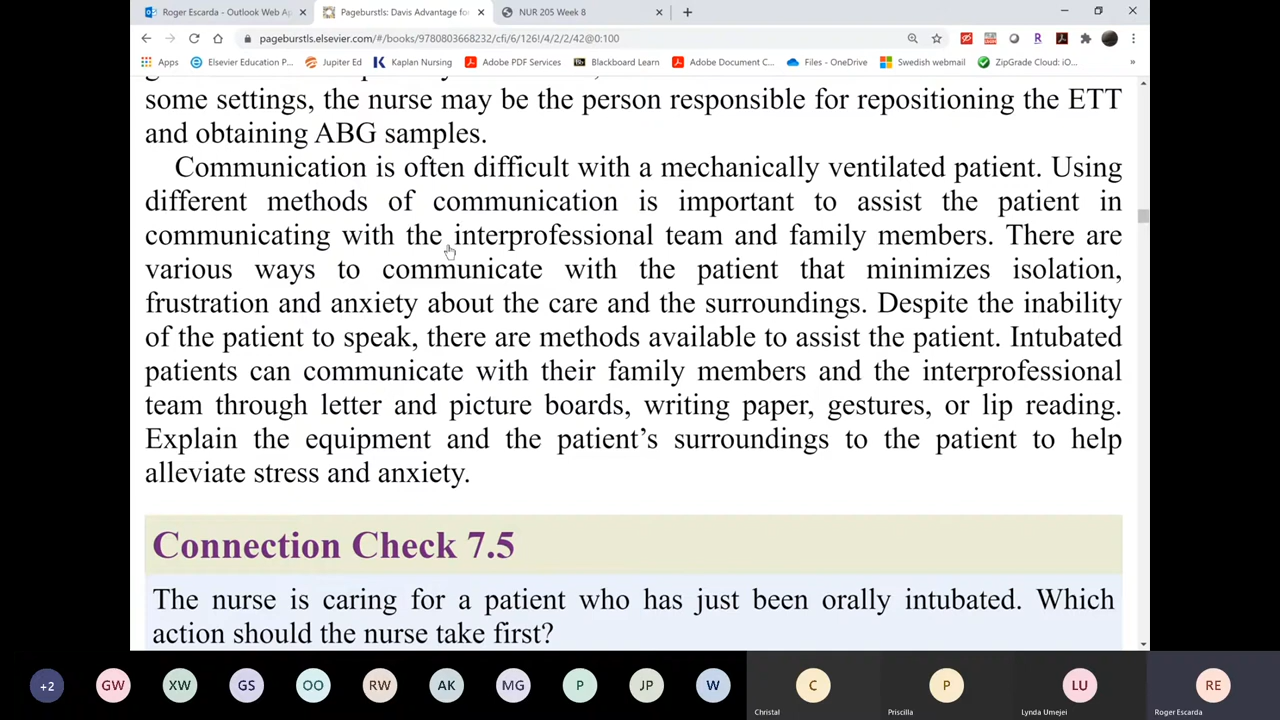 Roger Escarda - Outlook Web Ap
Pageburstls: Davis Advantage fo
NUR 205 Week 8
pageburstls.elsevier.com/#/books/9780803668232/cfi/6/126!/4/2/2/42@0:100
Apps
Elsevier Education P...
Jupiter Ed
Kaplan Nursing
Adobe PDF Services
Blackboard Learn
Adobe Document C...
Files - OneDrive
Swedish webmail
ZipGrade Cloud: iO...
some settings, the nurse may be the person responsible for repositioning the ETT
and obtaining ABG samples.
Communication is often difficult with a mechanically ventilated patient. Using
different methods of communication is important to assist the patient in
communicating with the interprofessional team and family members. There are
various ways to communicate with the patient that minimizes isolation,
frustration and anxiety about the care and the surroundings. Despite the inability
of the patient to speak, there are methods available to assist the patient. Intubated
patients can communicate with their family members and the interprofessional
team through letter and picture boards, writing paper, gestures, or lip reading.
Explain the equipment and the patient’s surroundings to the patient to help
alleviate stress and anxiety.
Connection Check 7.5
The nurse is caring for a patient who has just been orally intubated. Which
action should the nurse take first?
+2
GW
XW
GS
OO
RW
AK
MG
P
JP
W
C
P
LU
RE
Christal
Priscilla
Lynda Umejei
Roger Escarda